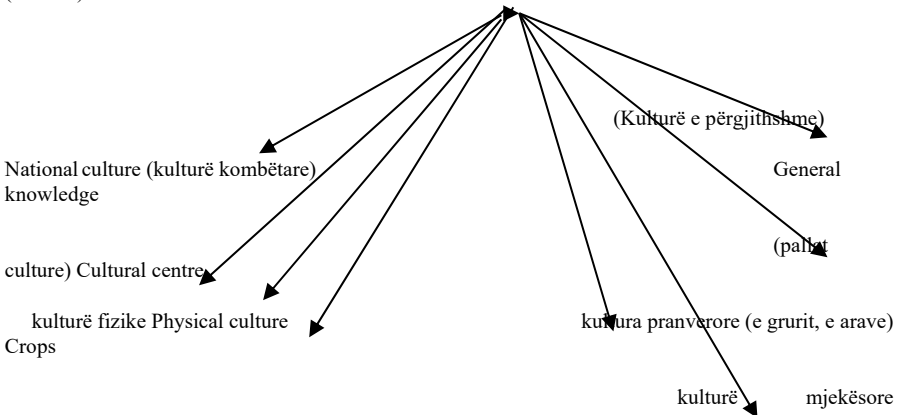 (Kulturë e përgjithshme)
National culture (kulturë kombëtare) General
knowledge
(pallat
culture) Cultural centre
kulturë fizike Physical culture kultura pranverore (e grurit, e arave)
Crops
kulturë mjekësore